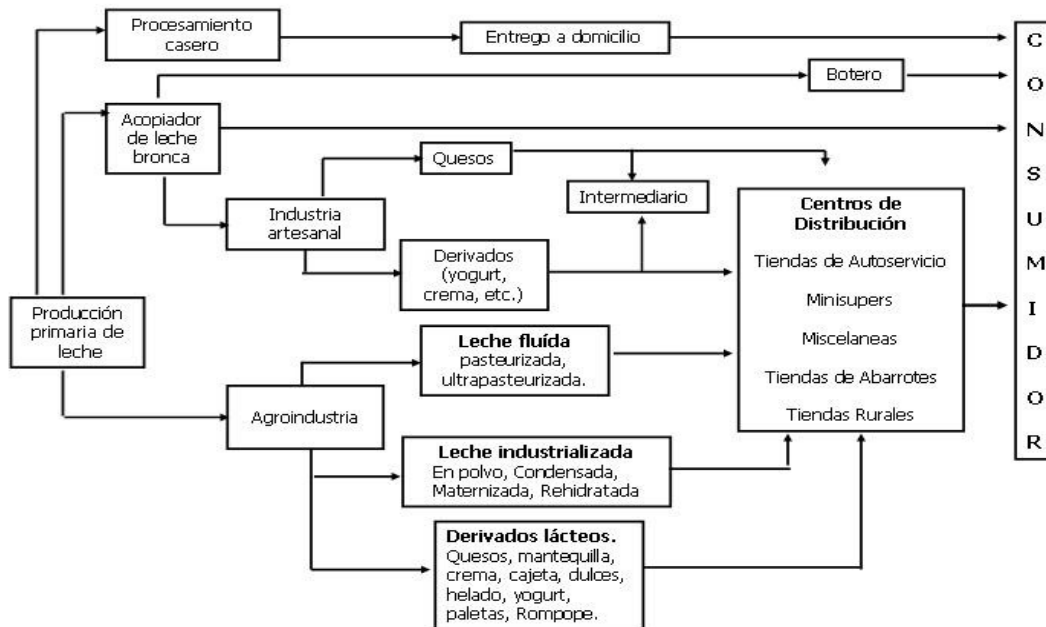 Procesamiento
casero
Entrego a domicilio
Botero
Acopiador
de leche
bronca
Quesos
Intermediario
Industria
artesanal
Derivados
(yogurt,
crema, etc.)
Centros de
Distribución
Tiendas de Autoservicio
Minisupers
Miscelaneas
Tiendas de Abarrotes
Tiendas Rurales
Producción
primaria de
leche
Leche fluída
pasteurizada,
ultrapasteurizada.
Agroindustria
Leche industrializada
En polvo, Condensada,
Maternizada, Rehidratada
Derivados lácteos.
Quesos, mantequilla,
crema, cajeta, dulces,
helado, yogurt,
paletas, Rompope.
C
O
N
S
U
M
I
D
O
R